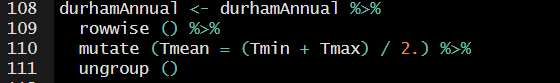 108 durhamAnnual <- durhamAnnual %>%
109   rowwise () %>%
110   mutate (Tmean = (Tmin + Tmax) / 2.) %>%
111   ungroup ()